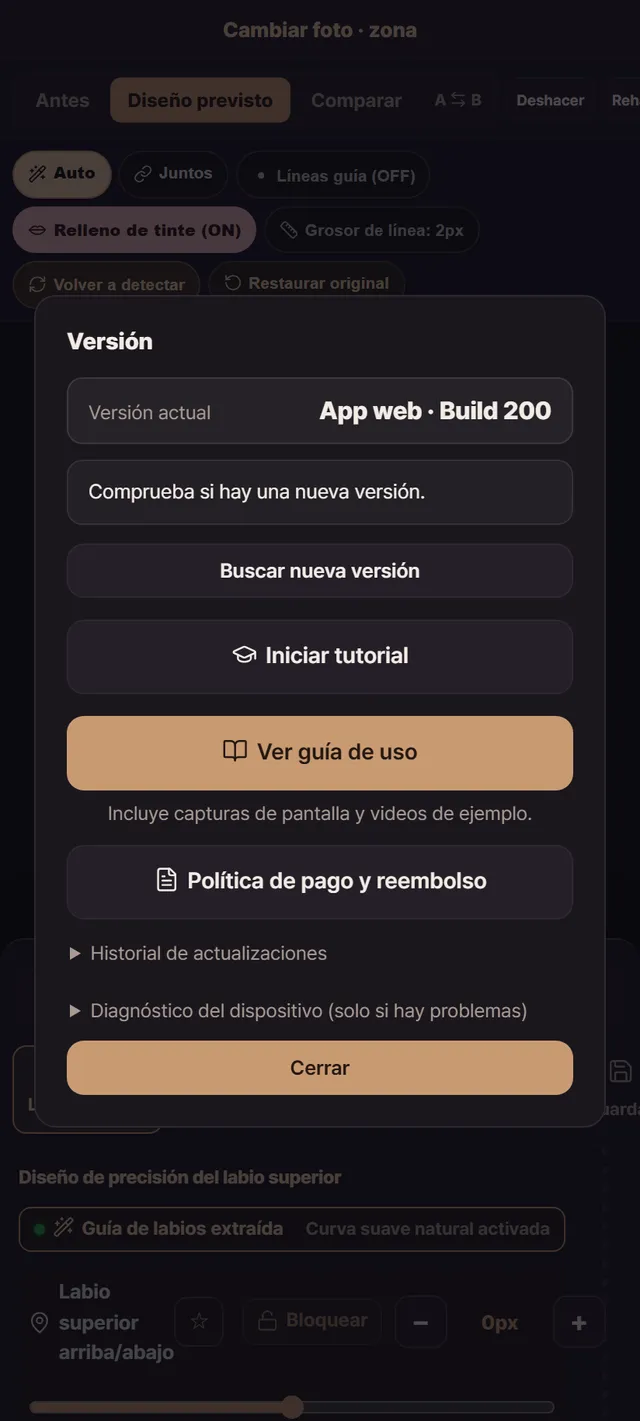 Cambiar foto · zona
Antes
Diseño previsto
Comparar
A ⇆ B
Deshacer
Reh
Auto
Juntos
Líneas guía (OFF)
Relleno de tinte (ON)
Grosor de línea: 2px
Volver a detectar
Restaurar original
Versión
Versión actual
App web · Build 200
Comprueba si hay una nueva versión.
Buscar nueva versión
Iniciar tutorial
Ver guía de uso
Incluye capturas de pantalla y videos de ejemplo.
Política de pago y reembolso
Historial de actualizaciones
Diagnóstico del dispositivo (solo si hay problemas)
Cerrar
Diseño de precisión del labio superior
Guía de labios extraída
Curva suave natural activada
Labio
superior
arriba/abajo
Bloquear
−
0px
+